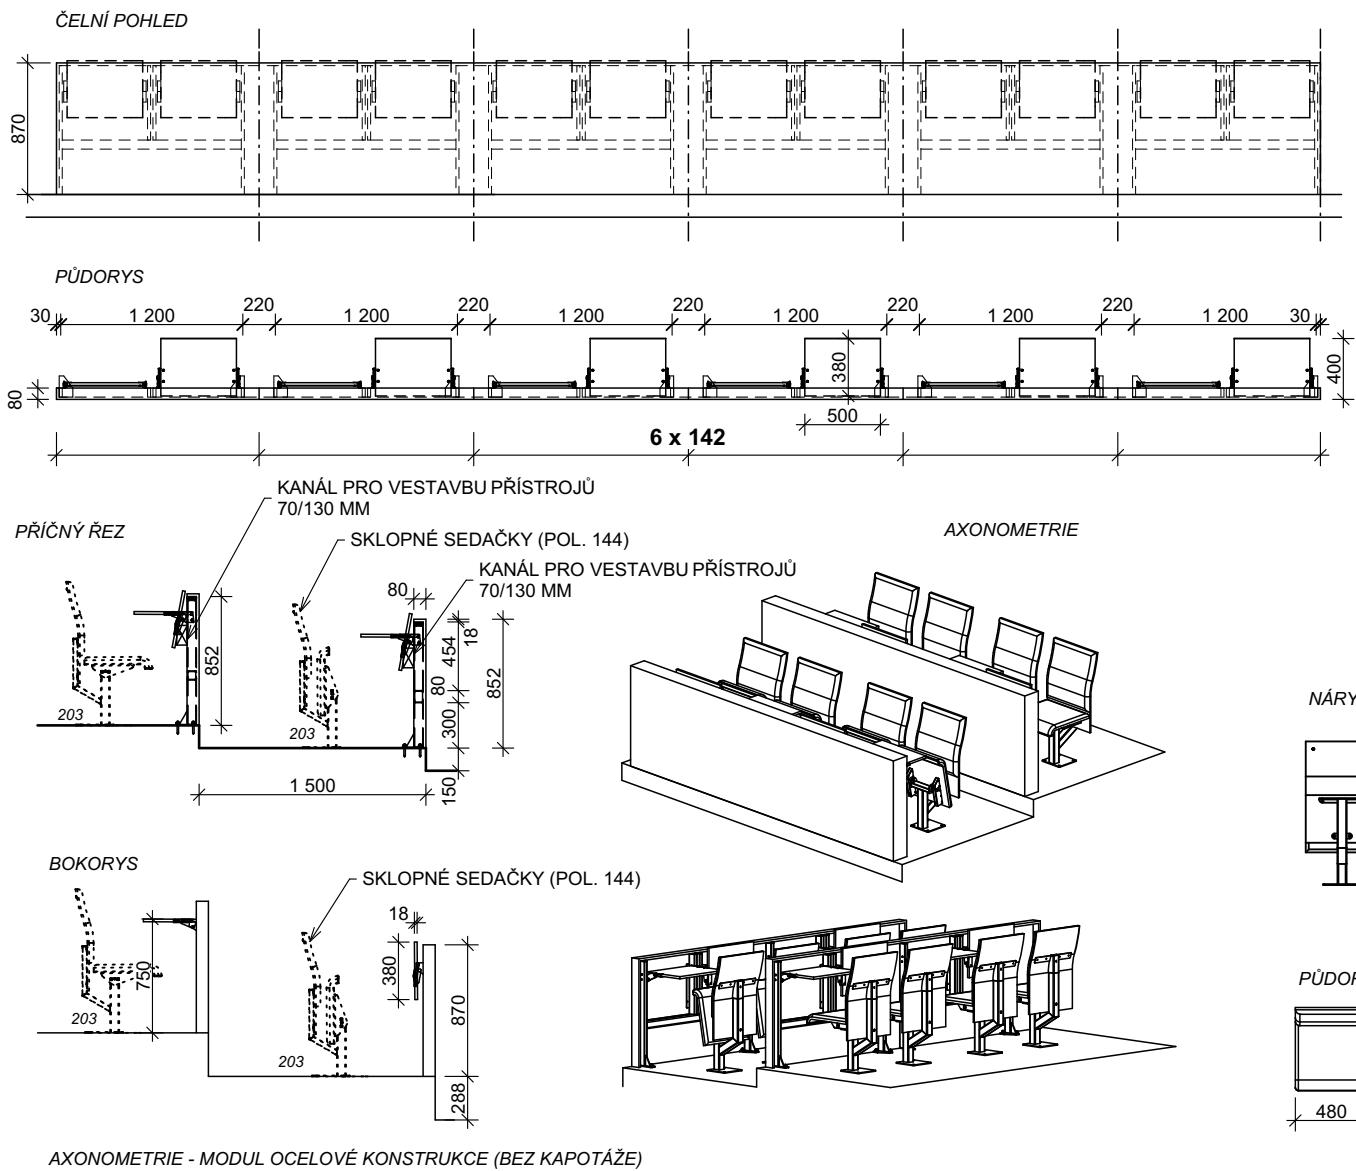 ČELNÍ POHLED
870
PŮDORYS
30 1 200 220 1 200 220 1 200 220 1 200 220 1 200 220 1 200 30
80
380
400
500
6 x 142
KANÁL PRO VESTAVBU PŘÍSTROJŮ
70/130 MM
PŘÍČNÝ ŘEZ
SKLOPNÉ SEDAČKY (POL. 144)
AXONOMETRIE
KANÁL PRO VESTAVBU PŘÍSTROJŮ
70/130 MM
80
18
454
852
852
80
300
203
203
1 500
150
NÁRY
BOKORYS
SKLOPNÉ SEDAČKY (POL. 144)
18
380
750
870
203
203
288
PŮDOR
480
AXONOMETRIE - MODUL OCELOVÉ KONSTRUKCE (BEZ KAPOTÁŽE)